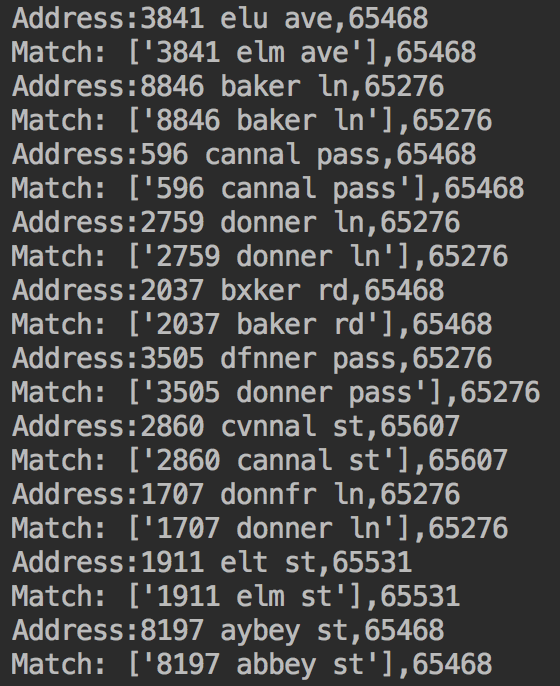 Address:3841 elu ave,65468
Match: ['3841 elm ave'],65468
Address:8846 baker ln,65276
Match: ['8846 baker ln'],65276
Address:596 cannal pass,65468
Match: ['596 cannal pass'],65468
Address:2759 donner ln,65276
Match: ['2759 donner ln'],65276
Address:2037 bxker rd,65468
Match: ['2037 baker rd'],65468
Address:3505 dfnner pass,65276
Match: ['3505 donner pass'],65276
Address:2860 cvnnal st,65607
Match: ['2860 cannal st'],65607
Address:1707 donnfr ln,65276
Match: ['1707 donner ln'],65276
Address:1911 elt st,65531
Match: ['1911 elm st'],65531
Address:8197 aybey st,65468
Match: ['8197 abbey st'],65468